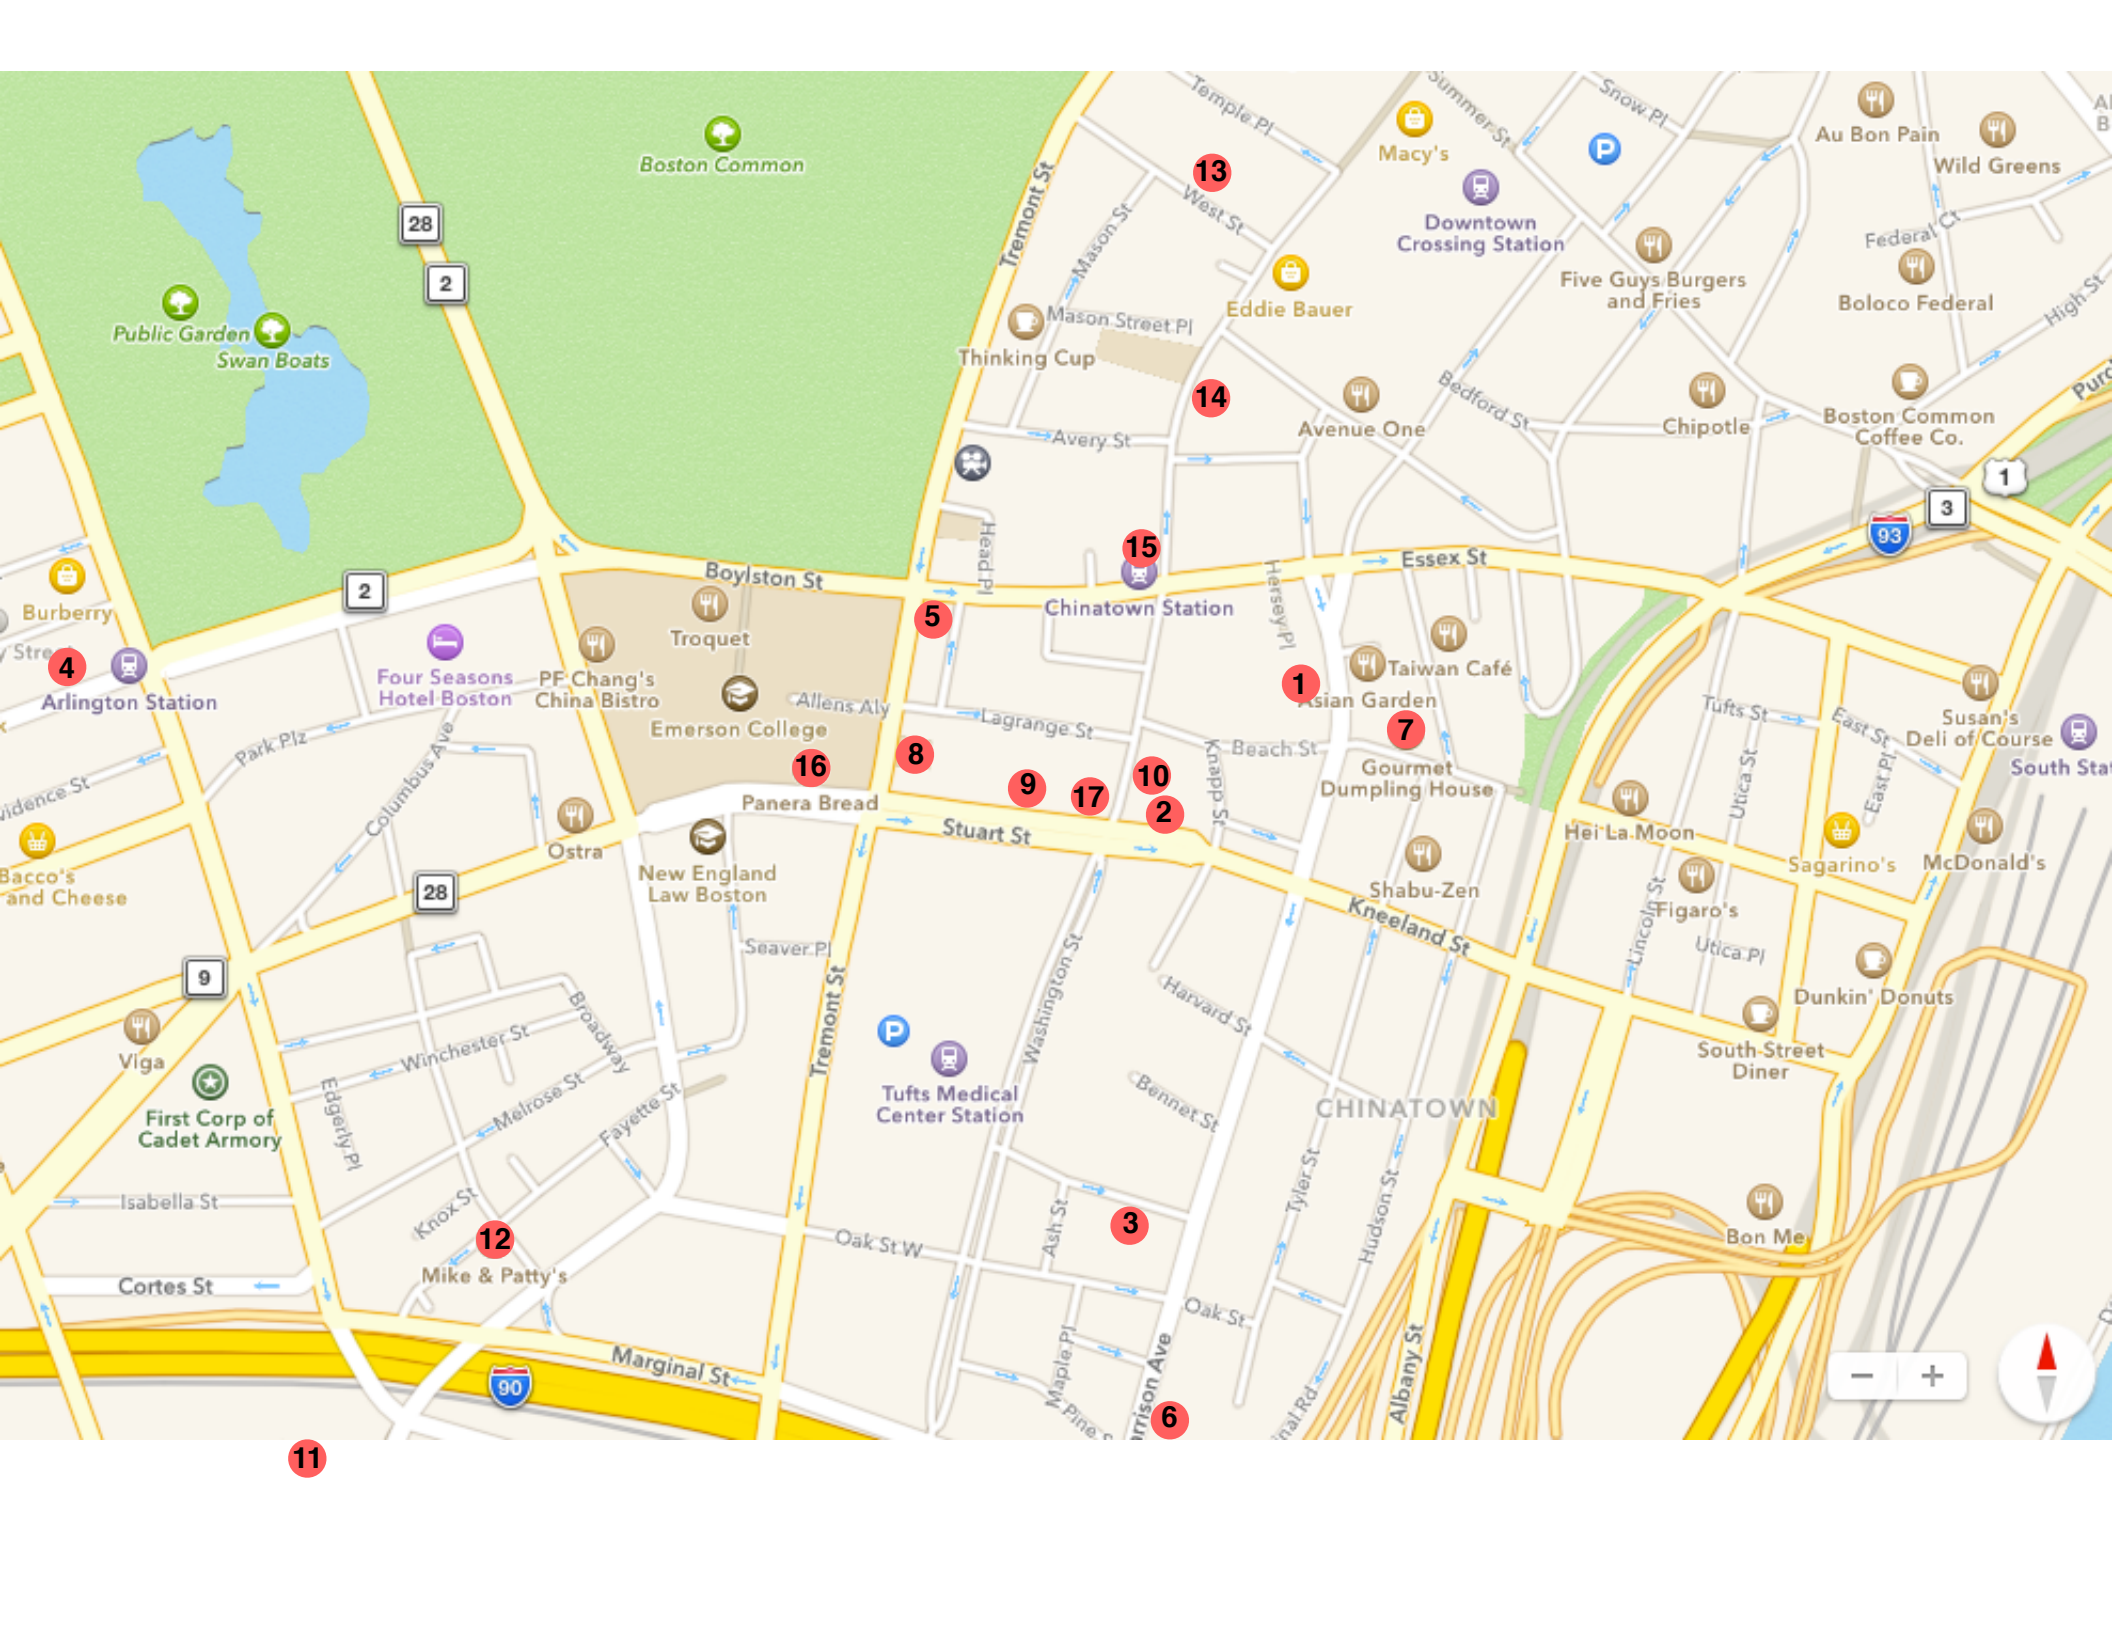 Temple Pl
Summer St
Snow Pl
Au Bon Pain
Wild Greens
Macy's
P
Boston Common
13
West St
Tremont St
Mason St
28
2
Downtown
Crossing Station
Federal Ct
Five Guys Burgers
and Fries
Boloco Federal
High St
Eddie Bauer
Public Garden
Swan Boats
Mason Street Pl
Thinking Cup
14
Avenue One
Bedford St
Chipotle
Boston Common
Coffee Co.
Avery St
1
3
93
Head Pl
15
Boylston St
Essex St
Hersey Pl
Chinatown Station
2
Burberry
5
Troquet
4
Arlington Station
Four Seasons
Hotel Boston
PF Chang's
China Bistro
Emerson College
Allens Aly
Lagrange St
1
Taiwan Café
Asian Garden
7
Tufts St
East St
Susan's
Deli of Course
Park Plz
Columbus Ave
8
16
9
17
10
2
Knapp St
Beach St
Gourmet
Dumpling House
Utica St
East Pl
Panera Bread
Stuart St
Ostra
Hei La Moon
Sagarino's
McDonald's
Bacco's
and Cheese
28
New England
Law Boston
Shabu-Zen
Figaro's
Kneeland St
Lincoln St
Utica Pl
Seaver Pl
9
Viga
Broadway
Winchester St
Washington St
Harvard St
Dunkin' Donuts
South Street
Diner
Tremont St
P
Melrose St
Fayette St
Tufts Medical
Center Station
Bennet St
CHINATOWN
First Corp of
Cadet Armory
Edgerly Pl
Isabella St
Knox St
12
Mike & Patty's
Cortes St
Oak St W
Ash St
3
Tyler St
Hudson St
Bon Me
Oak St
Maple Pl
Albany St
Marginal St
90
6
11